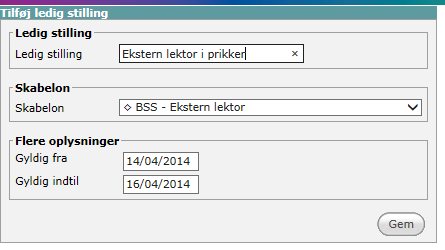 Tilføj ledig stilling
Ledig stilling
Ledig stilling Ekstern lektor i prikker ×
Skabelon
Skabelon ◇ BSS - Ekstern lektor
Flere oplysninger
Gyldig fra 14/04/2014
Gyldig indtil 16/04/2014
Gem